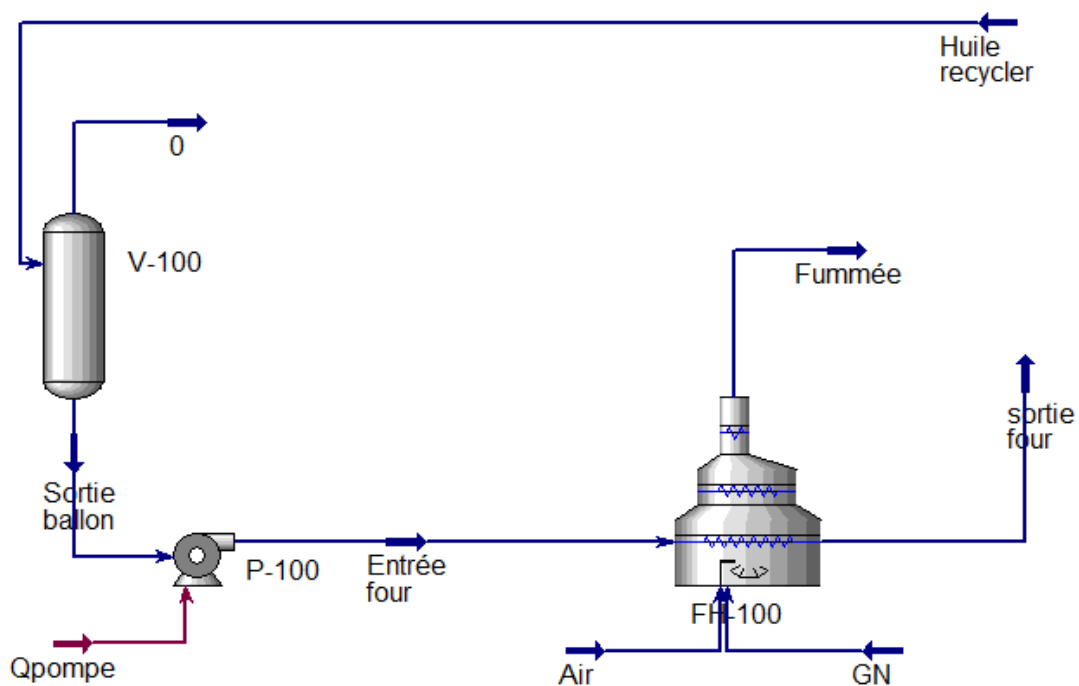 Huile
recycler
0
V-100
Fummée
sortie
four
Sortie
ballon
P-100
Entrée
four
FH-100
Qpompe
Air
GN